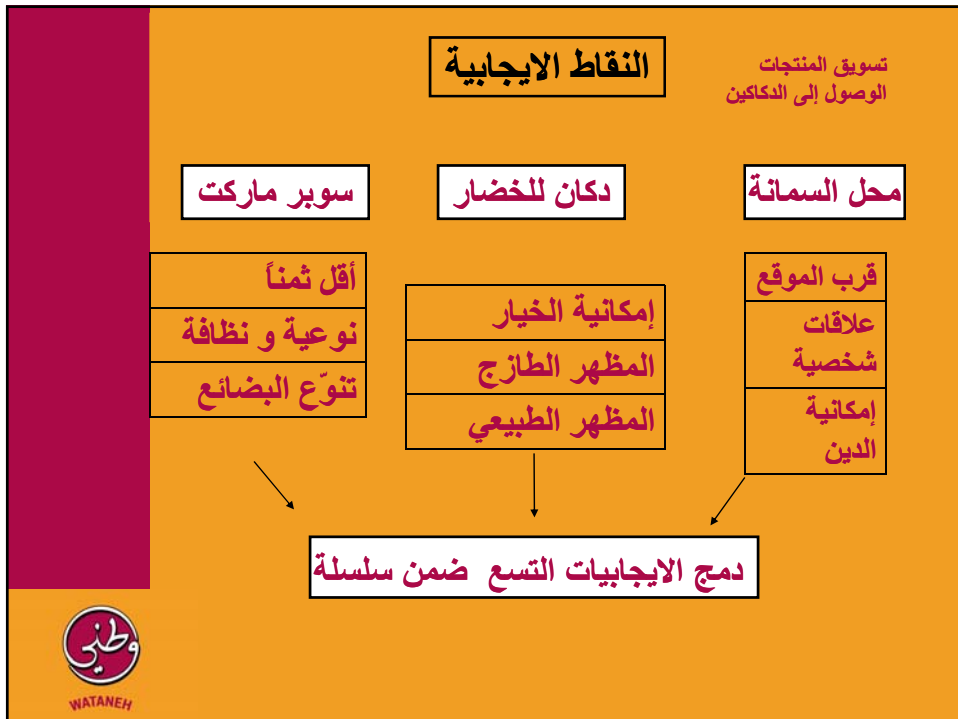 تسويق المنتجات
الوصول إلى الدكاكين
النقاط الايجابية
محل السمانة
دكان للخضار
سوبر ماركت
قرب الموقع
علاقات
شخصية
إمكانية
الدين
إمكانية الخيار
المظهر الطازج
المظهر الطبيعي
أقل ثمناً
نوعية و نظافة
تنوّع البضائع
دمج الايجابيات التسع ضمن سلسلة
وطني
WATANEH